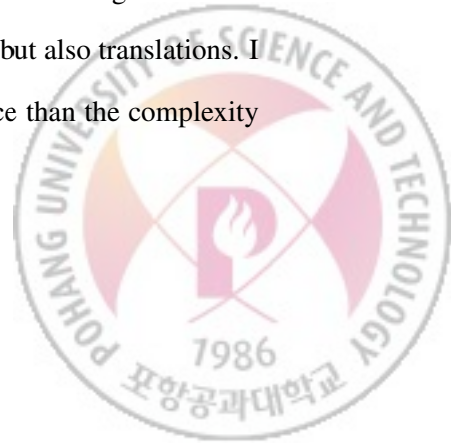 but also translations. I
ce than the complexity
POHANG UNIVERSITY OF SCIENCE AND TECHNOLOGY
1986
포항공과대학교